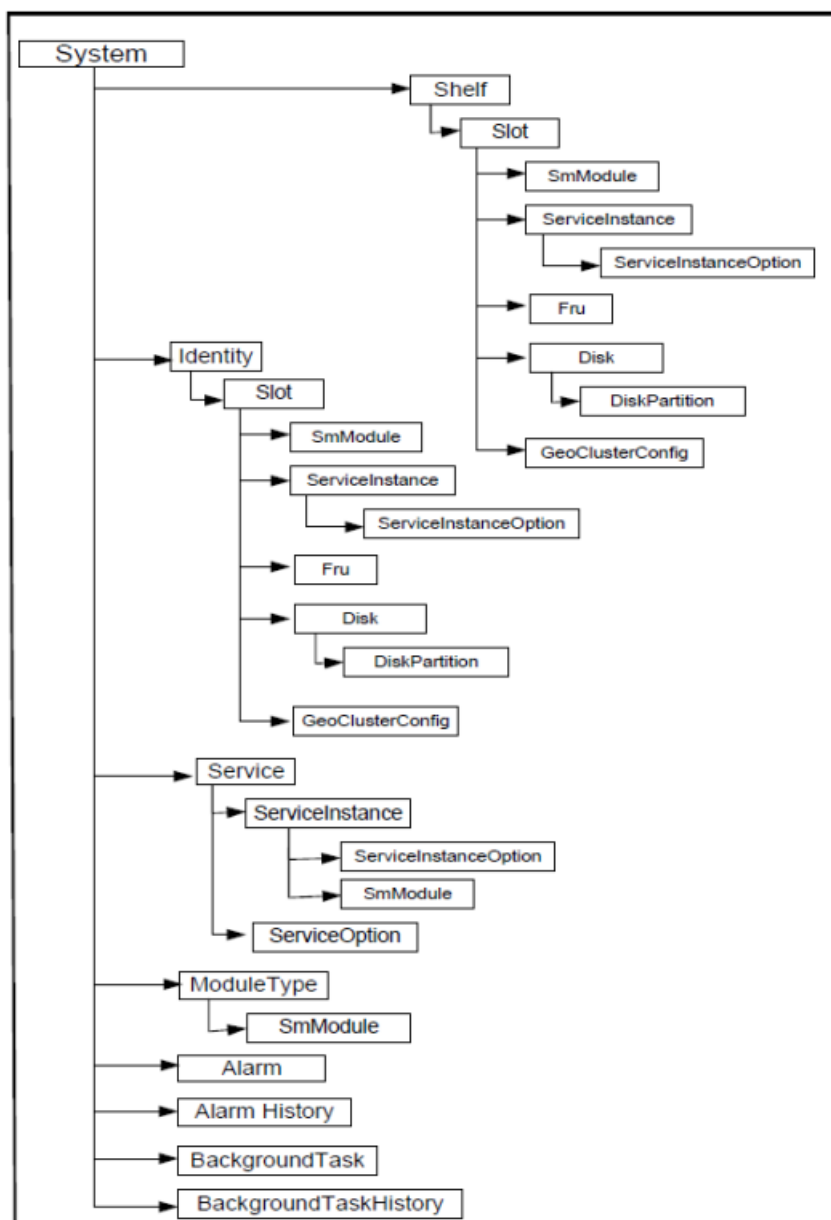 System
Shelf
Slot
SmModule
ServiceInstance
ServiceInstanceOption
Fru
Disk
DiskPartition
GeoClusterConfig
Identity
Slot
SmModule
ServiceInstance
ServiceInstanceOption
Fru
Disk
DiskPartition
GeoClusterConfig
Service
ServiceInstance
ServiceInstanceOption
SmModule
ServiceOption
ModuleType
SmModule
Alarm
Alarm History
BackgroundTask
BackgroundTaskHistory